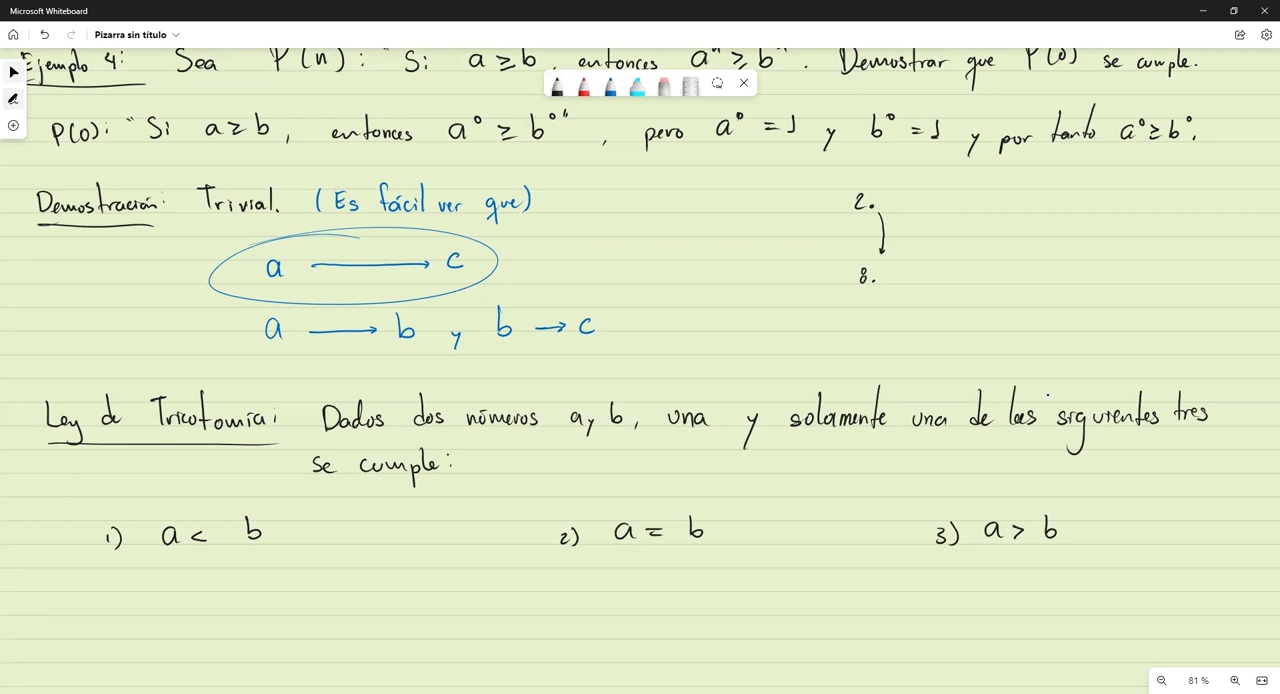 Microsoft Whiteboard
Pizarra sin título
Ejemplo 4: Sea P(n): "Si a ≥ b, entonces aⁿ ≥ bⁿ". Demostrar que P(0) se cumple.
P(0): "Si a ≥ b, entonces a⁰ ≥ b⁰", pero a⁰ = 1 y b⁰ = 1 y por tanto a⁰ ≥ b⁰.
Demostración: Trivial. (Es fácil ver que)
2.
a → c
8.
a → b y b → c
Ley de Tricotomía: Dados dos números a y b, una y solamente una de las siguientes tres
se cumple:
1) a < b 2) a = b 3) a > b
81 %